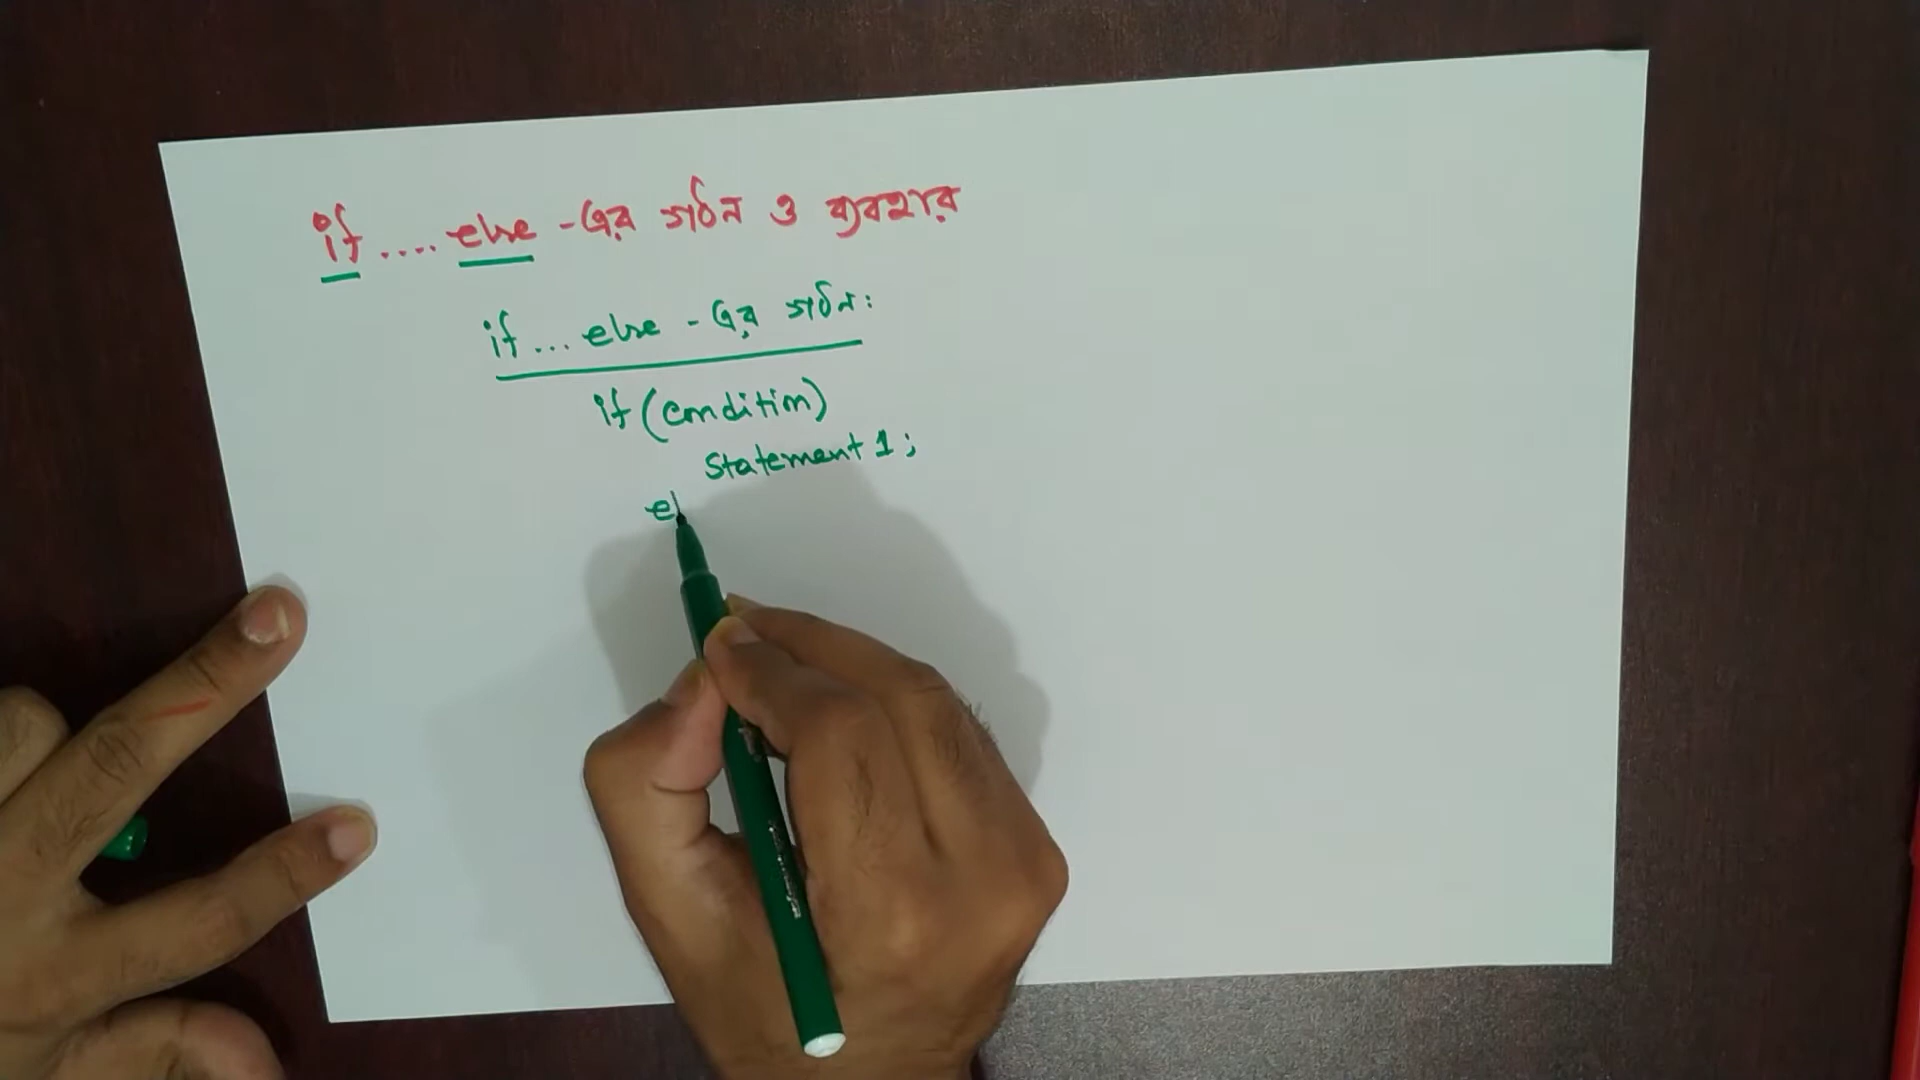 if .... else -এর গঠন ও ব্যবহার
if ... else - এর গঠন:
if (condition)
Statement 1 ;
el